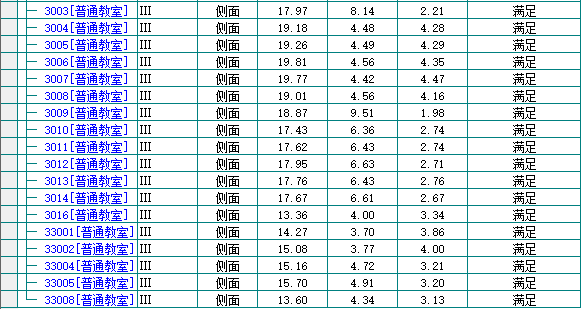 3003[普通教室] III 侧面 17.97 8.14 2.21 满足
3004[普通教室] III 侧面 19.18 4.48 4.28 满足
3005[普通教室] III 侧面 19.26 4.49 4.29 满足
3006[普通教室] III 侧面 19.81 4.56 4.35 满足
3007[普通教室] III 侧面 19.77 4.42 4.47 满足
3008[普通教室] III 侧面 19.01 4.56 4.16 满足
3009[普通教室] III 侧面 18.87 9.51 1.98 满足
3010[普通教室] III 侧面 17.43 6.36 2.74 满足
3011[普通教室] III 侧面 17.62 6.43 2.74 满足
3012[普通教室] III 侧面 17.95 6.63 2.71 满足
3013[普通教室] III 侧面 17.76 6.43 2.76 满足
3014[普通教室] III 侧面 17.67 6.61 2.67 满足
3016[普通教室] III 侧面 13.36 4.00 3.34 满足
33001[普通教室] III 侧面 14.27 3.70 3.86 满足
33002[普通教室] III 侧面 15.08 3.77 4.00 满足
33004[普通教室] III 侧面 15.16 4.72 3.21 满足
33005[普通教室] III 侧面 15.70 4.91 3.20 满足
33008[普通教室] III 侧面 13.60 4.34 3.13 满足